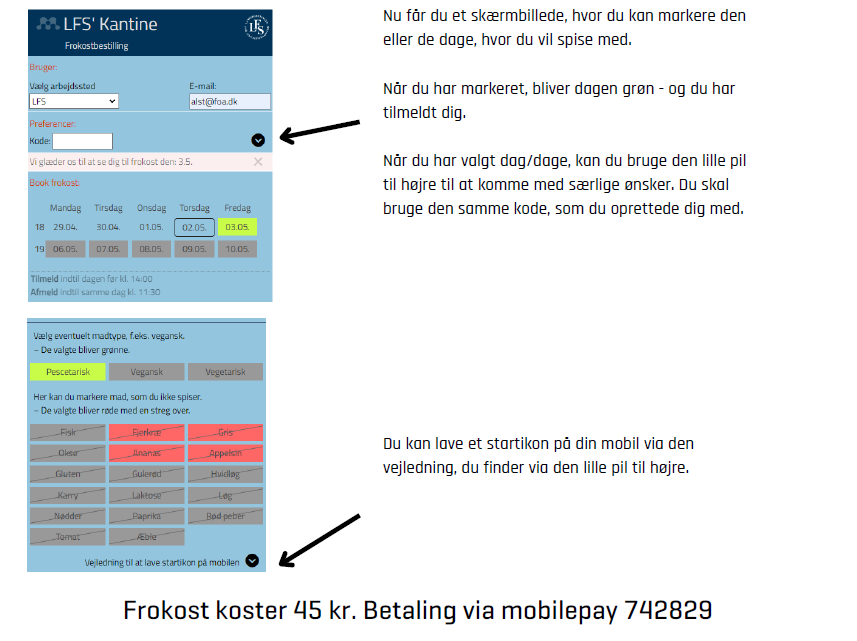 LFS' Kantine
LFS
Frokostbestilling
Bruger:
Vælg arbejdssted
E-mail:
LFS
alst@foa.dk
Preferencer:
Kode:
Vi glæder os til at se dig til frokost den: 3.5.
Book frokost:
Mandag Tirsdag Onsdag Torsdag Fredag
18 29.04. 30.04. 01.05. 02.05. 03.05.
19 06.05. 07.05. 08.05. 09.05. 10.05.
Tilmeld indtil dagen før kl. 14:00
Afmeld indtil samme dag kl. 11:30
Nu får du et skærmbillede, hvor du kan markere den
eller de dage, hvor du vil spise med.
Når du har markeret, bliver dagen grøn - og du har
tilmeldt dig.
Når du har valgt dag/dage, kan du bruge den lille pil
til højre til at komme med særlige ønsker. Du skal
bruge den samme kode, som du oprettede dig med.
Vælg eventuelt madtype, f.eks. vegansk.
– De valgte bliver grønne.
Pescetarisk Vegansk Vegetarisk
Her kan du markere mad, som du ikke spiser.
– De valgte bliver røde med en streg over.
Fisk Fjerkræ Gris
Okse Ananas Appelsin
Gluten Gulerød Hvidløg
Karry Laktose Løg
Nødder Paprika Rød peber
Tomat Æble
Vejledning til at lave startikon på mobilen
Du kan lave et startikon på din mobil via den
vejledning, du finder via den lille pil til højre.
Frokost koster 45 kr. Betaling via mobilepay 742829